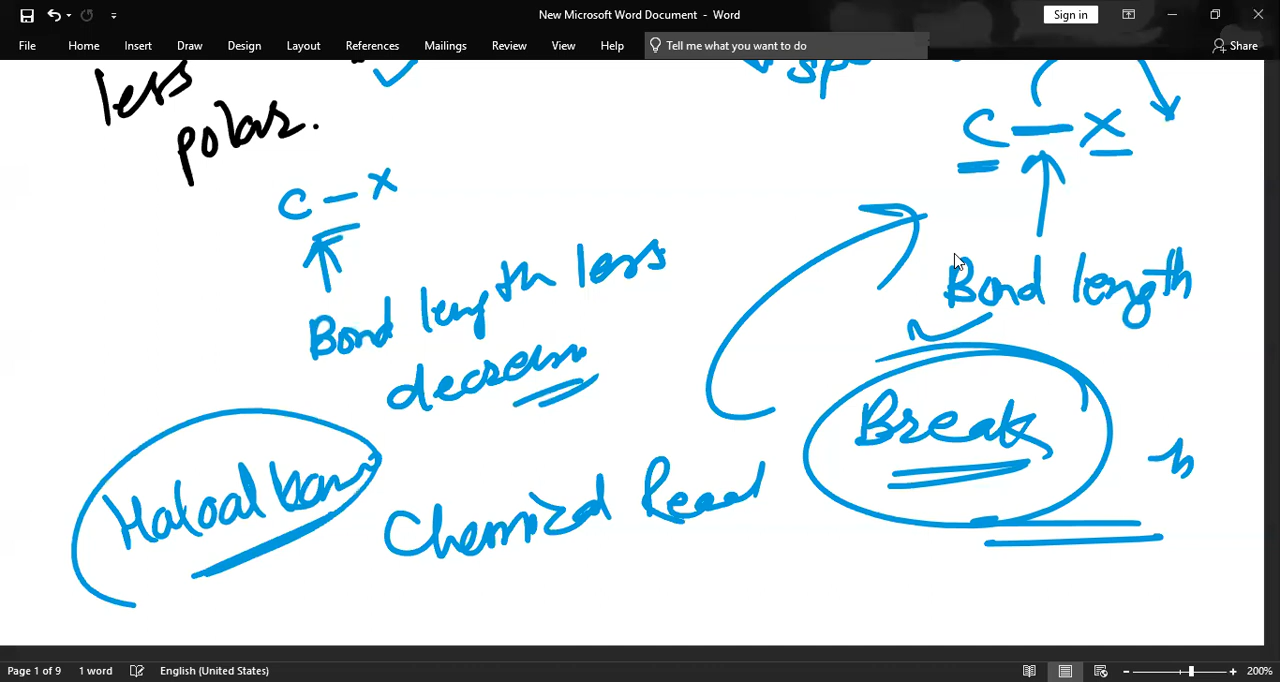 New Microsoft Word Document - Word
Sign in
File Home Insert Draw Design Layout References Mailings Review View Help Tell me what you want to do Share
less
polar.
C - X
C - X
Bond length less
Bond length
Break
Chemical React
Page 1 of 9 1 word English (United States) 200%